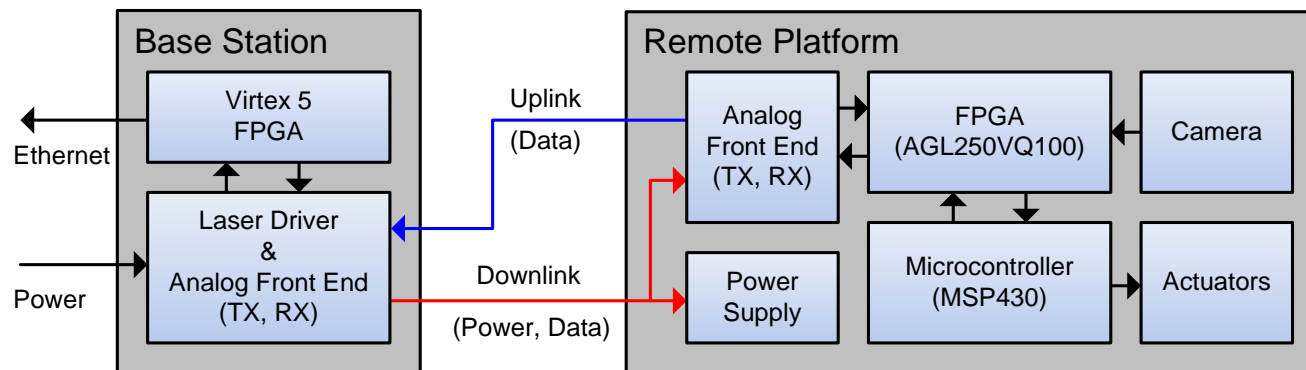 Base Station
Virtex 5
FPGA
Ethernet
Laser Driver
&
Analog Front End
(TX, RX)
Power
Uplink
(Data)
Downlink
(Power, Data)
Remote Platform
Analog
Front End
(TX, RX)
FPGA
(AGL250VQ100)
Camera
Power
Supply
Microcontroller
(MSP430)
Actuators